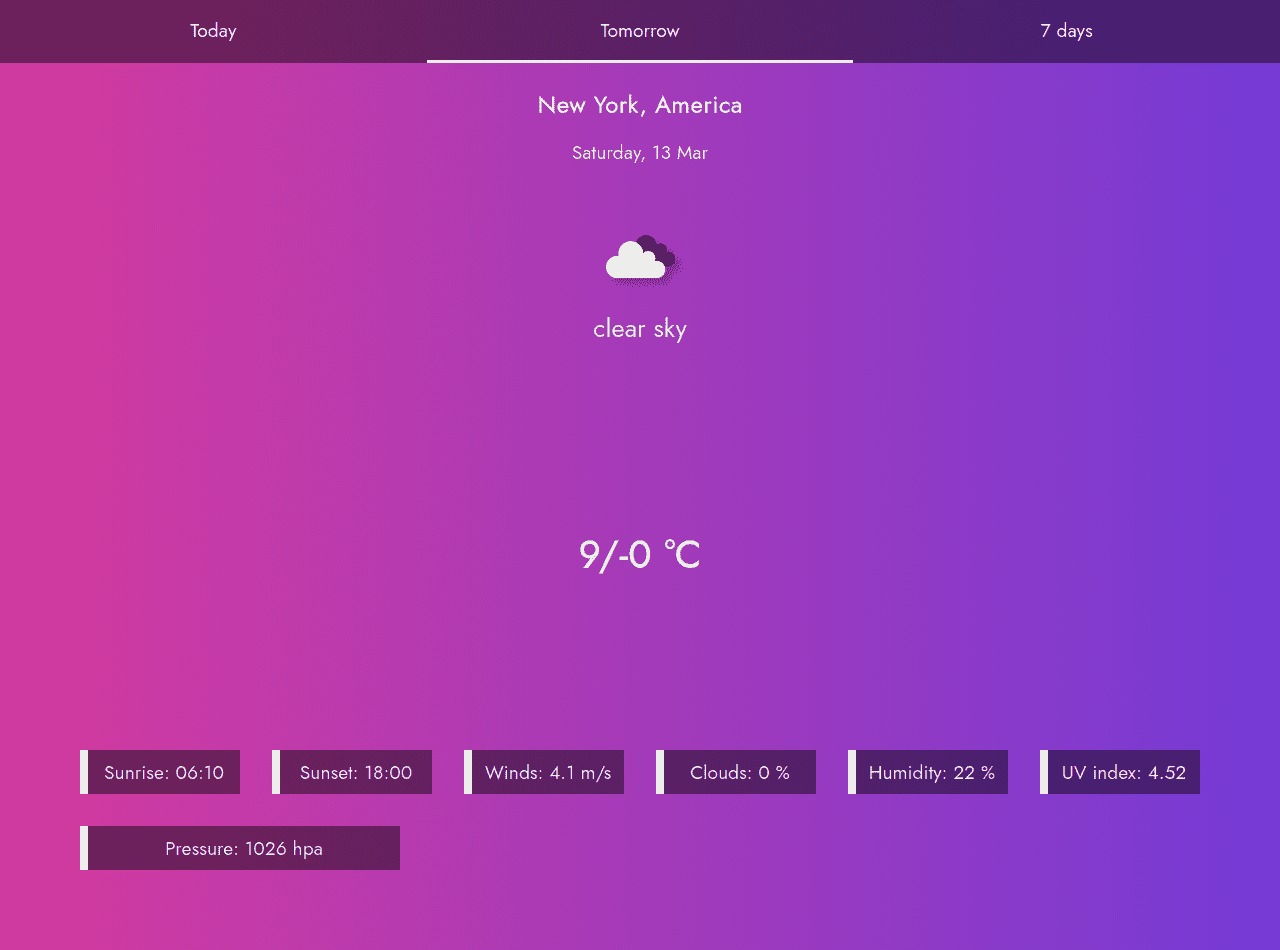 Today Tomorrow 7 days
New York, America
Saturday, 13 Mar
clear sky
9/-0 °C
Sunrise: 06:10 Sunset: 18:00 Winds: 4.1 m/s Clouds: 0 % Humidity: 22 % UV index: 4.52
Pressure: 1026 hpa